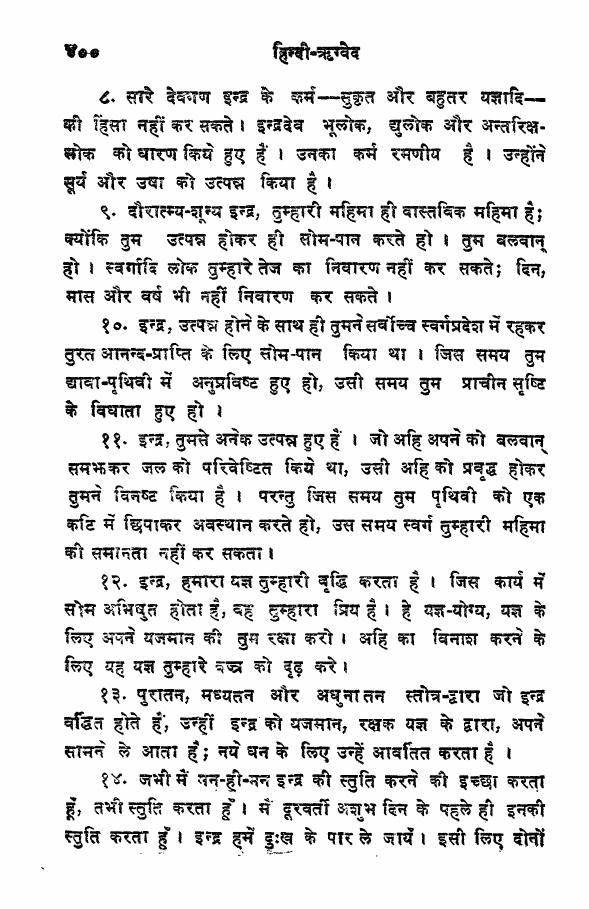 ४०० हिन्दी-ऋग्वेद
८. सारे देवगण इन्द्र के कर्म—सुकृत और बहुतर यज्ञादि—
की हिंसा नहीं कर सकते। इन्द्रदेव भूलोक, द्युलोक और अन्तरिक्ष-
लोक को धारण किये हुए हैं। उनका कर्म रमणीय है। उन्होंने
सूर्य और उषा को उत्पन्न किया है।
९. दौरात्म्य-शून्य इन्द्र, तुम्हारी महिमा ही वास्तविक महिमा है;
क्योंकि तुम उत्पन्न होकर ही सोम-पान करते हो। तुम बलवान्
हो। स्वर्गादि लोक तुम्हारे तेज का निवारण नहीं कर सकते; दिन,
मास और वर्ष भी नहीं निवारण कर सकते।
१०. इन्द्र, उत्पन्न होने के साथ ही तुमने सर्वोच्च स्वर्गप्रदेश में रहकर
तुरत आनन्द-प्राप्ति के लिए सोम-पान किया था। जिस समय तुम
द्यावा-पृथिवी में अनुप्रविष्ट हुए हो, उसी समय तुम प्राचीन सृष्टि
के विधाता हुए हो।
११. इन्द्र, तुमसे अनेक उत्पन्न हुए हैं। जो अहि अपने को बलवान्
समझकर जल को परिवेष्टित किये था, उसी अहि को प्रबृद्ध होकर
तुमने विनष्ट किया है। परन्तु जिस समय तुम पृथिवी को एक
कटि में छिपाकर अवस्थान करते हो, उस समय स्वर्ग तुम्हारी महिमा
की समानता नहीं कर सकता।
१२. इन्द्र, हमारा यज्ञ तुम्हारी वृद्धि करता है। जिस कार्य में
सोम अभिषुत होता है, वह तुम्हारा प्रिय है। हे यज्ञ-योग्य, यज्ञ के
लिए अपने यजमान की तुम रक्षा करो। अहि का विनाश करने के
लिए यह यज्ञ तुम्हारे वज्र को दृढ़ करे।
१३. पुरातन, मध्यतन और अधुनातन स्तोत्र-द्वारा जो इन्द्र
वर्द्धित होते हैं, उन्हीं इन्द्र को यजमान, रक्षक यज्ञ के द्वारा, अपने
सामने ले आता है; नये धन के लिए उन्हें आवर्तित करता है।
१४. जभी मैं मन-ही-मन इन्द्र की स्तुति करने की इच्छा करता
हूँ, तभी स्तुति करता हूँ। मैं दूरवर्ती अशुभ दिन के पहले ही इनकी
स्तुति करता हूँ। इन्द्र हमें दुःख के पार ले जायें। इसी लिए दोनों